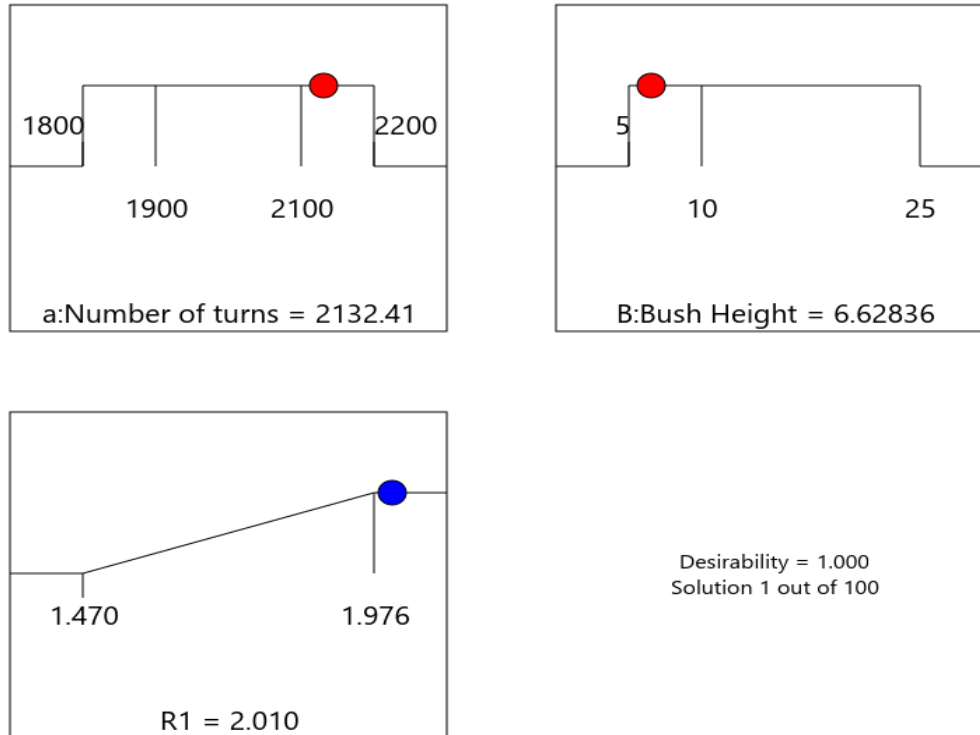 1800
2200
1900
2100
a:Number of turns = 2132.41
5
10
25
B:Bush Height = 6.62836
1.470
1.976
R1 = 2.010
Desirability = 1.000
Solution 1 out of 100